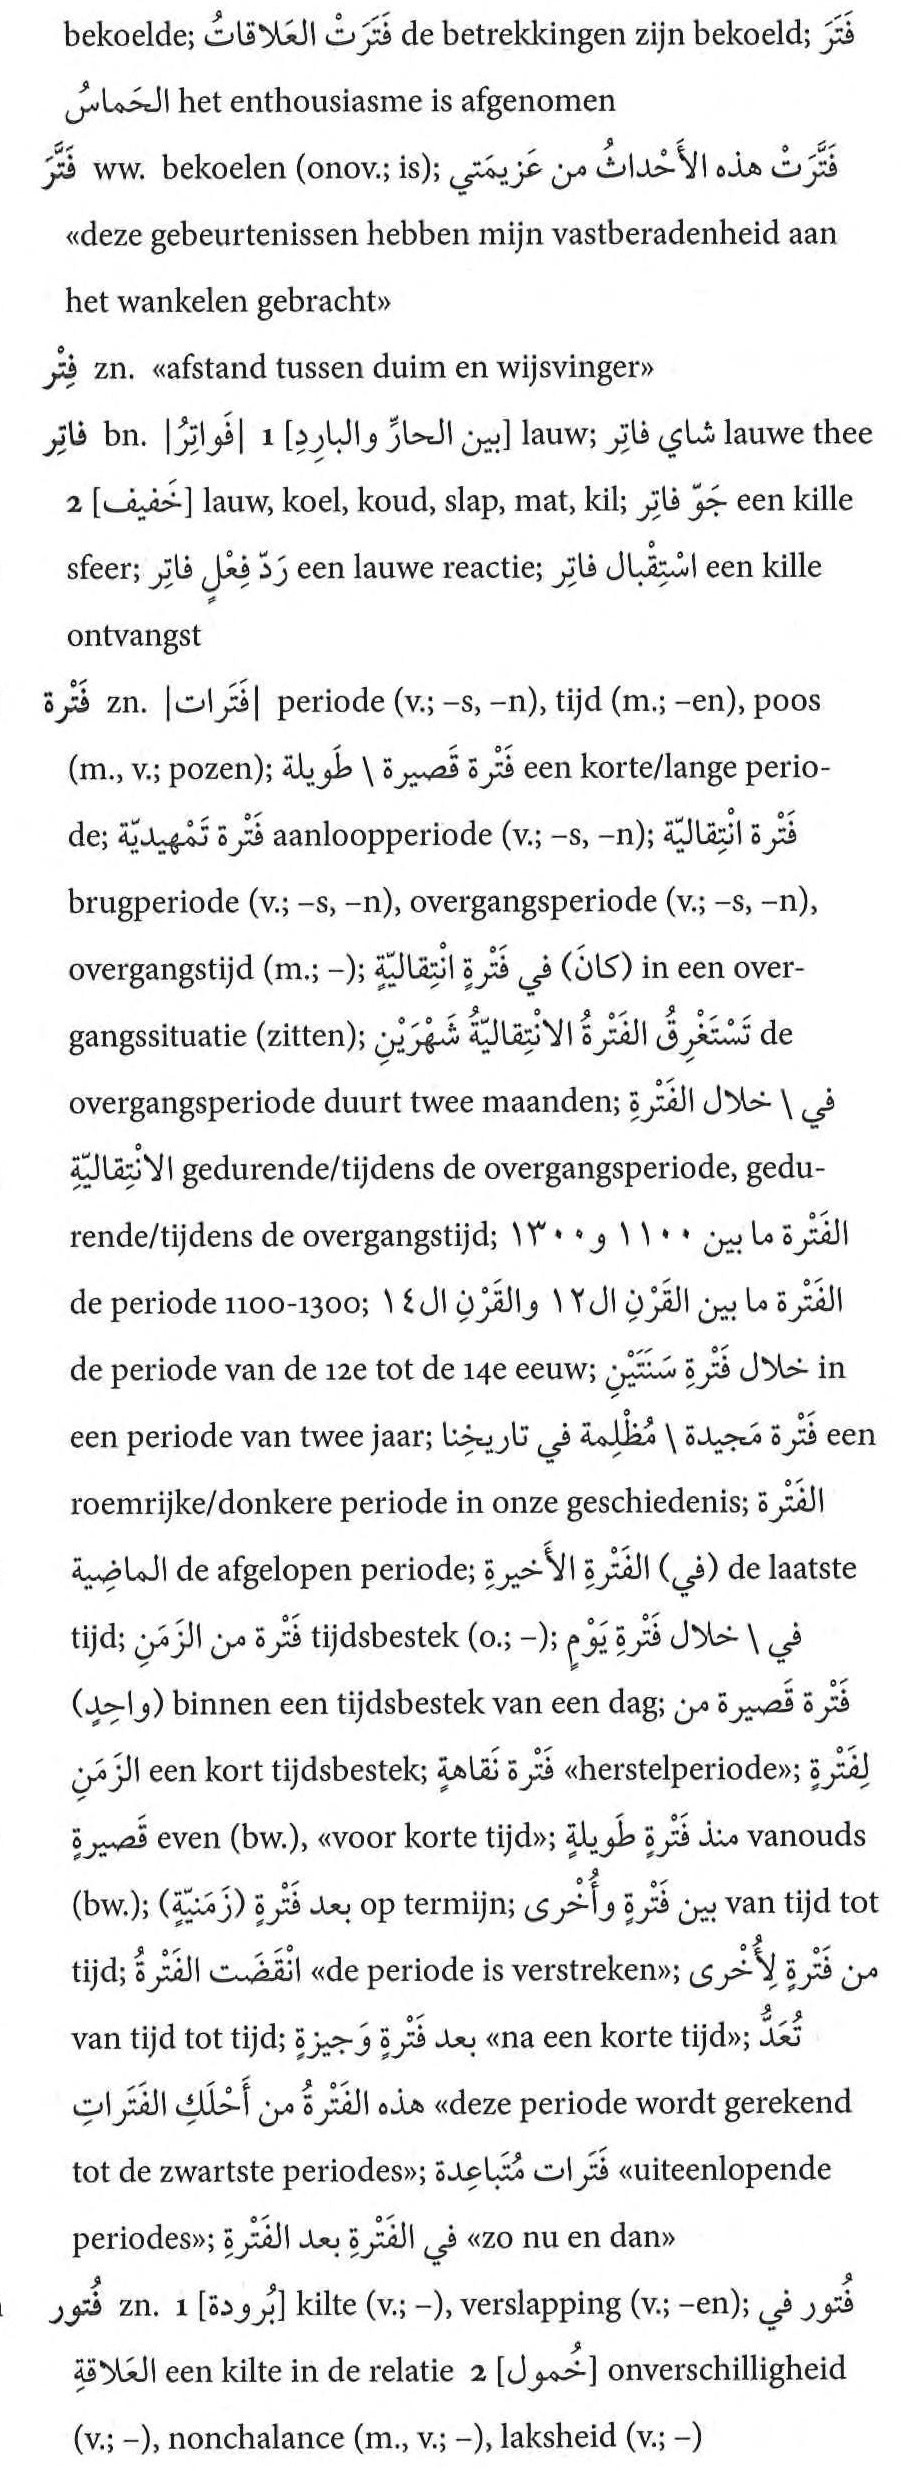 bekoelde; فَتَرَتْ العَلاقاتُ de betrekkingen zijn bekoeld; فَتَرَ
الحَماسُ het enthousiasme is afgenomen
فَتَّرَ ww. bekoelen (onov.; is); فَتَّرَتْ هذه الأَحْداثُ من عَزيمَتي
«deze gebeurtenissen hebben mijn vastberadenheid aan
het wankelen gebracht»
فِتْر zn. «afstand tussen duim en wijsvinger»
فاتِر bn. |فَواتِرُ| 1 [بين الحارِّ والبارِدِ] lauw; شاي فاتِر lauwe thee
2 [خَفيف] lauw, koel, koud, slap, mat, kil; جَوّ فاتِر een kille
sfeer; رَدّ فِعْلٍ فاتِر een lauwe reactie; اسْتِقْبال فاتِر een kille
ontvangst
فَتْرة zn. |فَتَرات| periode (v.; –s, –n), tijd (m.; –en), poos
(m., v.; pozen); فَتْرة قَصيرة \ طَويلة een korte/lange perio-
de; فَتْرة تَمْهيديّة aanloopperiode (v.; –s, –n); فَتْرة انْتِقاليّة
brugperiode (v.; –s, –n), overgangsperiode (v.; –s, –n),
overgangstijd (m.; –); (كانَ) في فَتْرةٍ انْتِقاليّةٍ in een over-
gangssituatie (zitten); تَسْتَغْرِقُ الفَتْرةُ الانْتِقاليّةُ شَهْرَيْنِ de
overgangsperiode duurt twee maanden; في \ خلال الفَتْرةِ
الانْتِقاليّةِ gedurende/tijdens de overgangsperiode, gedu-
rende/tijdens de overgangstijd; الفَتْرة ما بين ١١٠٠ و١٣٠٠
de periode 1100-1300; الفَتْرة ما بين القَرْنِ ال١٢ والقَرْنِ ال١٤
de periode van de 12e tot de 14e eeuw; خلال فَتْرةِ سَنَتَيْنِ in
een periode van twee jaar; فَتْرة مَجيدة \ مُظْلِمة في تاريخِنا een
roemrijke/donkere periode in onze geschiedenis; الفَتْرة
الماضِية de afgelopen periode; (في) الفَتْرةِ الأَخيرةِ de laatste
tijd; فَتْرة من الزَمَنِ tijdsbestek (o.; –); في \ خلال فَتْرةِ يَوْمٍ
(واحِدٍ) binnen een tijdsbestek van een dag; فَتْرة قَصيرة من
الزَمَنِ een kort tijdsbestek; فَتْرة نَقاهةٍ «herstelperiode»; لِفَتْرةٍ
قَصيرةٍ even (bw.), «voor korte tijd»; منذ فَتْرةٍ طَويلةٍ vanouds
(bw.); بعد فَتْرةٍ (زَمَنيّةٍ) op termijn; بين فَتْرةٍ وأُخْرى van tijd tot
tijd; انْقَضَت الفَتْرةُ «de periode is verstreken»; من فَتْرةٍ لِأُخْرى
van tijd tot tijd; بعد فَتْرةٍ وَجيزةٍ «na een korte tijd»; تُعَدُّ
هذه الفَتْرةُ من أَحْلَكِ الفَتَراتِ «deze periode wordt gerekend
tot de zwartste periodes»; فَتَرات مُتَباعِدة «uiteenlopende
periodes»; في الفَتْرةِ بعد الفَتْرةِ «zo nu en dan»
فُتور zn. 1 [بُرودة] kilte (v.; –), verslapping (v.; –en); فُتور في
العَلاقةِ een kilte in de relatie 2 [خُمول] onverschilligheid
(v.; –), nonchalance (m., v.; –), laksheid (v.; –)